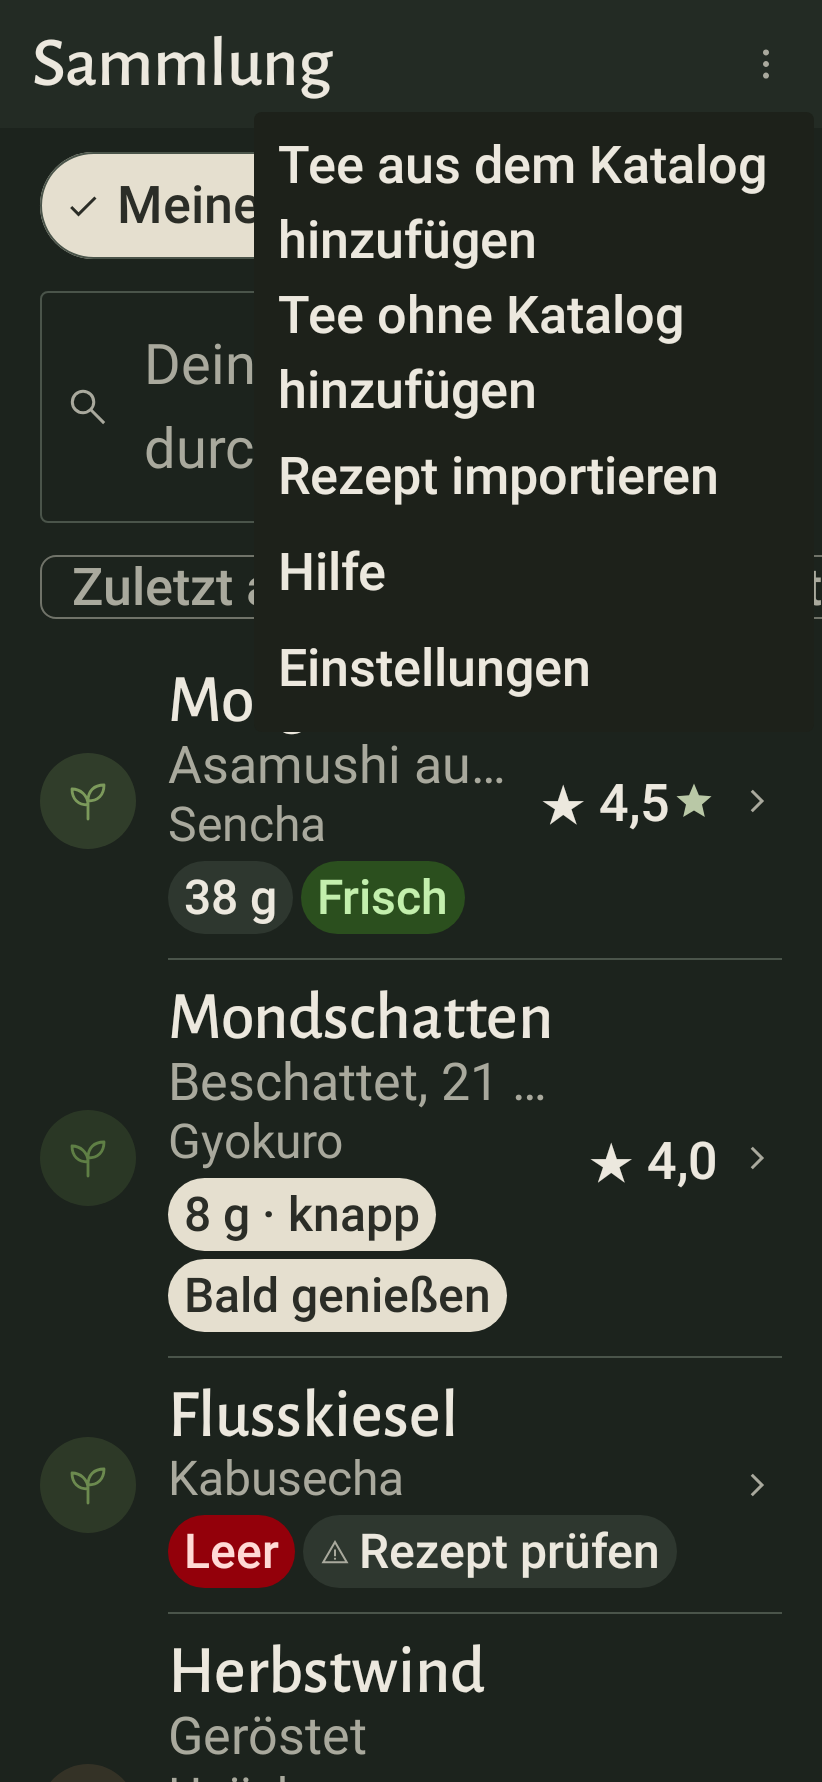 Sammlung
Tee aus dem Katalog
hinzufügen
Tee ohne Katalog
hinzufügen
Rezept importieren
Hilfe
Einstellungen
Meine
Dein
durc
Zuletzt
Asamushi au…
Sencha
★ 4,5 ★
38 g
Frisch
Mondschatten
Beschattet, 21 …
Gyokuro
★ 4,0
8 g · knapp
Bald genießen
Flusskiesel
Kabusecha
Leer
Rezept prüfen
Herbstwind
Geröstet